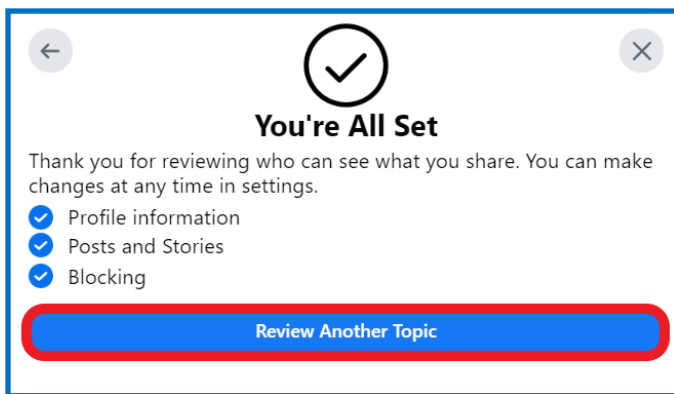 You're All Set
Thank you for reviewing who can see what you share. You can make
changes at any time in settings.
Profile information
Posts and Stories
Blocking
Review Another Topic